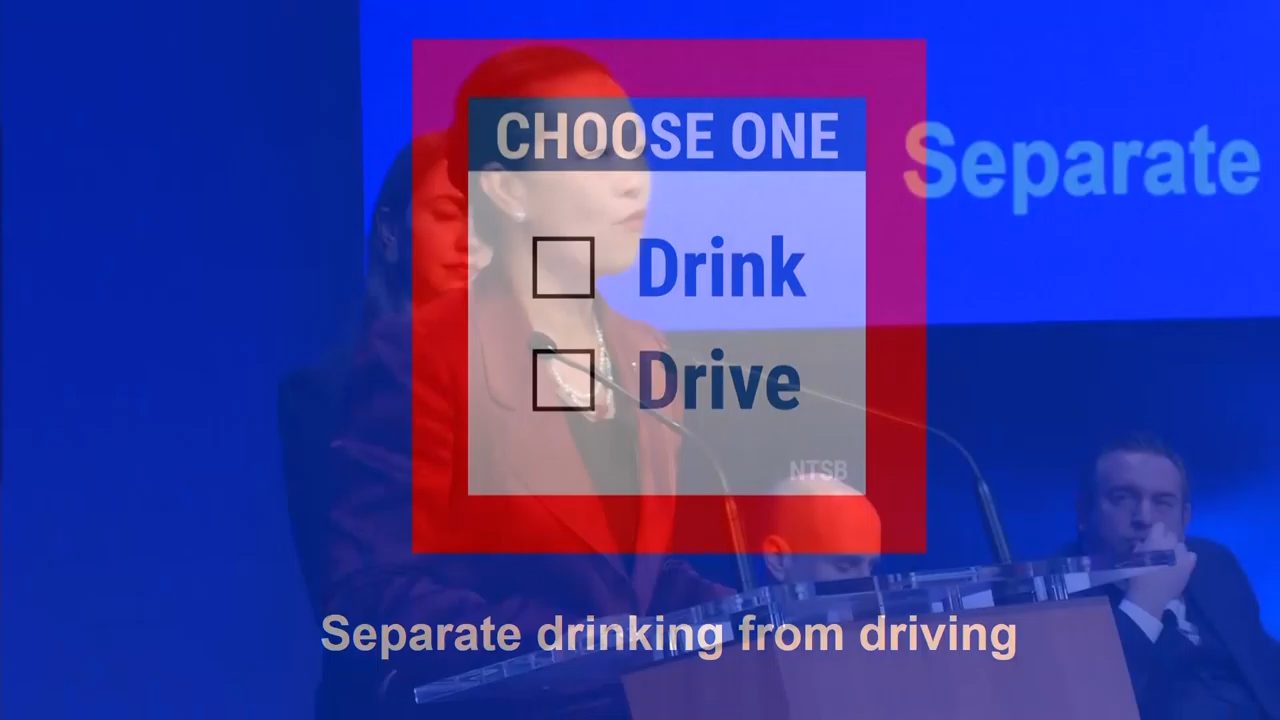 CHOOSE ONE
Separate
Drink
Drive
NTSB
Separate drinking from driving